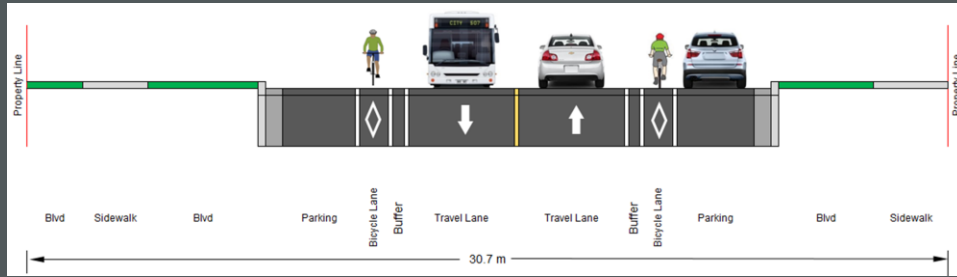 CITY 507
Property Line
Property Line
Blvd
Sidewalk
Blvd
Parking
Bicycle Lane
Buffer
Travel Lane
Travel Lane
Buffer
Bicycle Lane
Parking
Blvd
Sidewalk
30.7 m